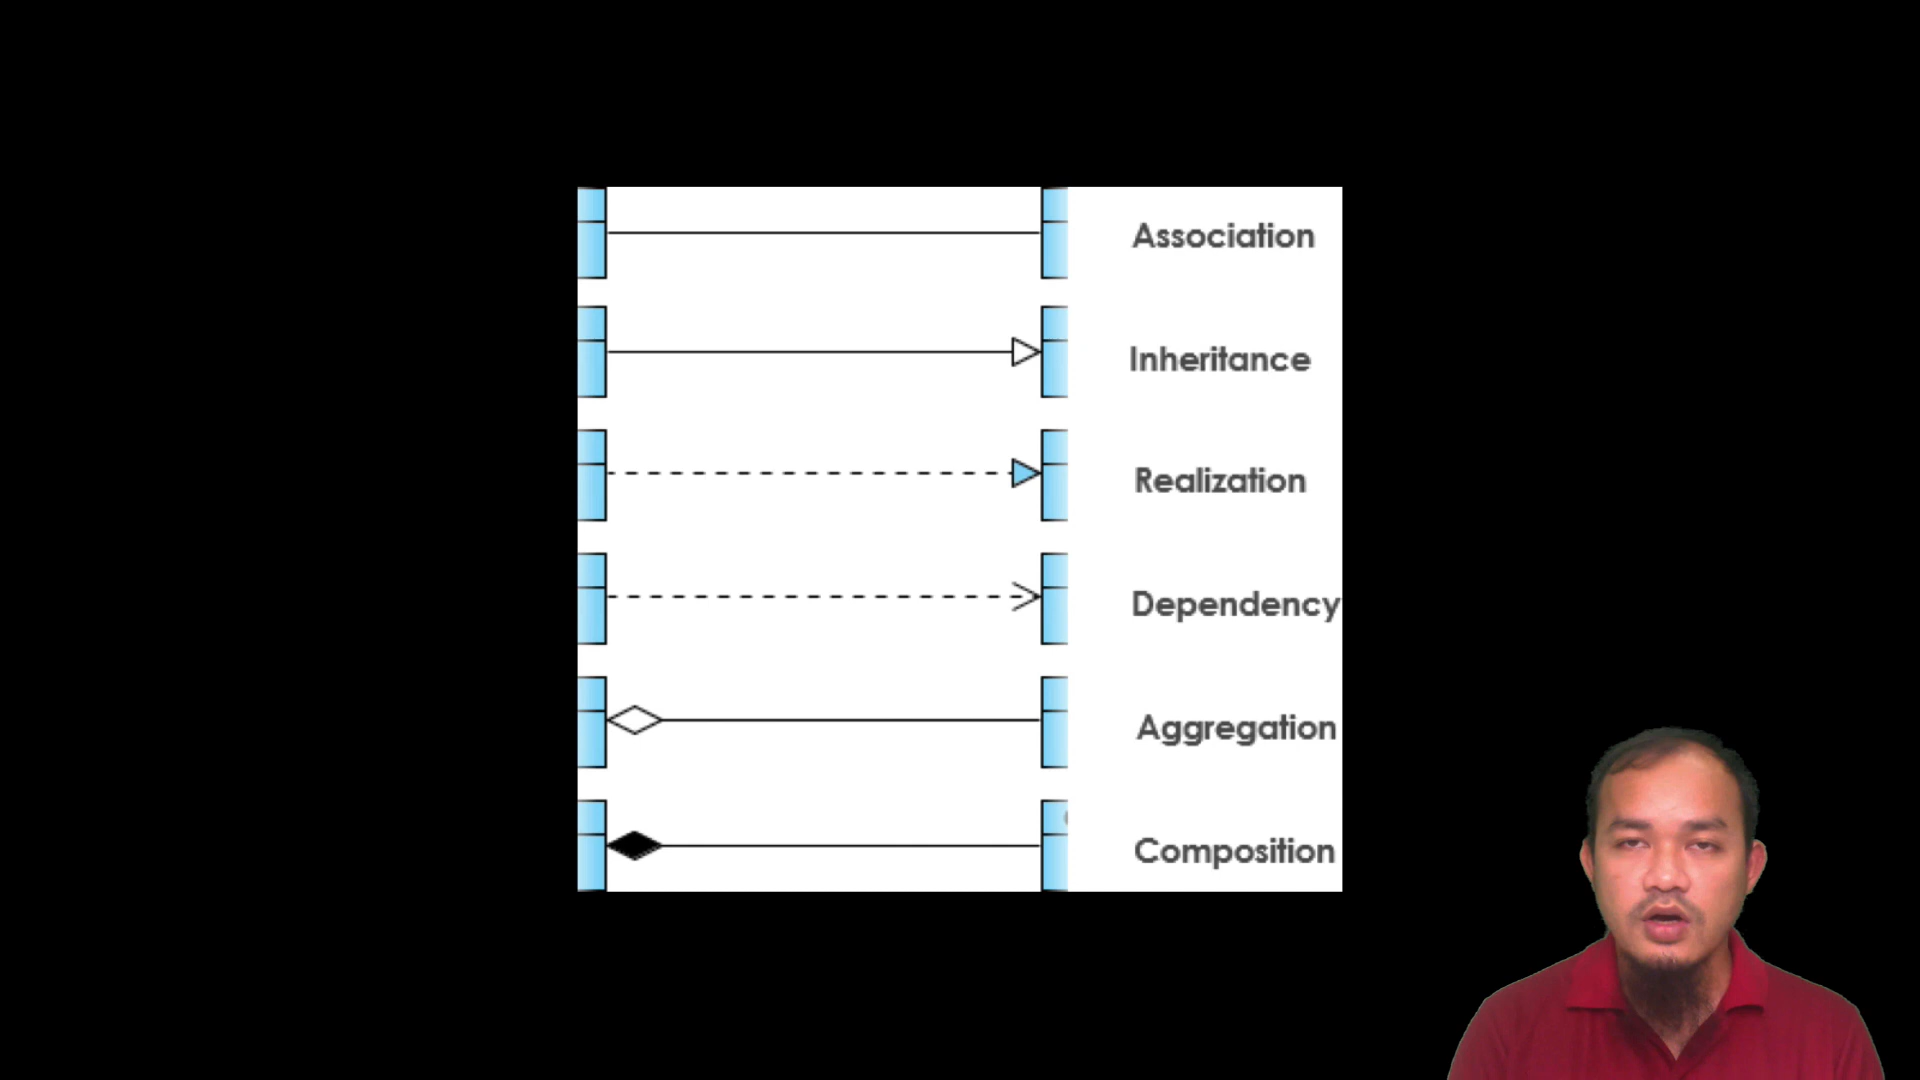 Association
Inheritance
Realization
Dependency
Aggregation
Composition